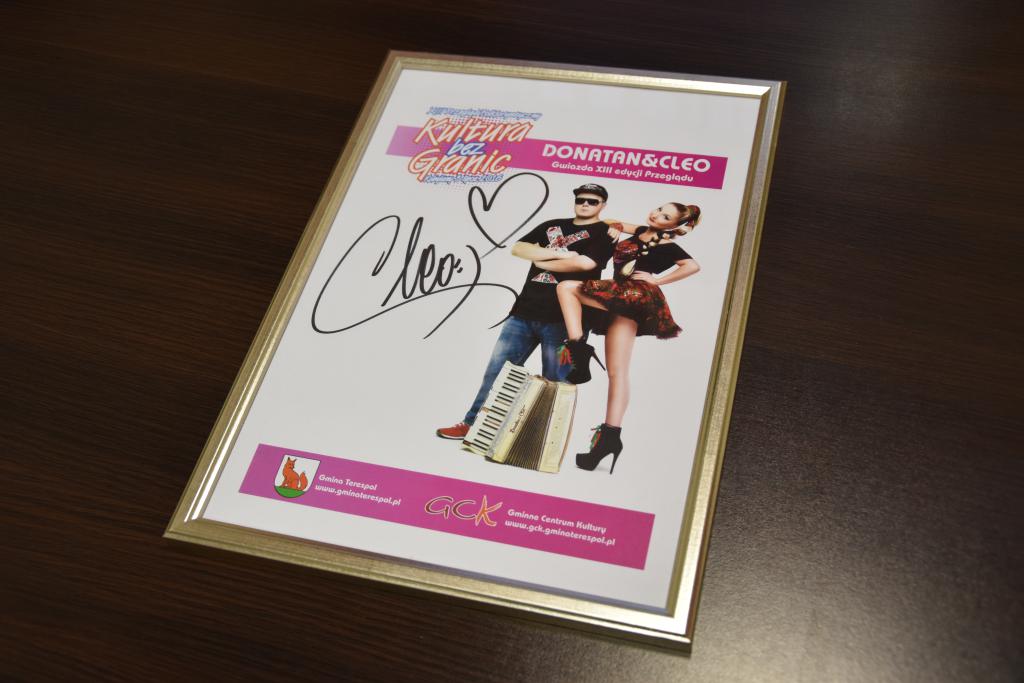 Kultura
bez
Granic
DONATAN&CLEO
Gwiazda XIII edycji Przeglądu
Cleo
Gmina Terespol
www.gminaterespol.pl
GCK
Gminne Centrum Kultury
www.gck.gminaterespol.pl